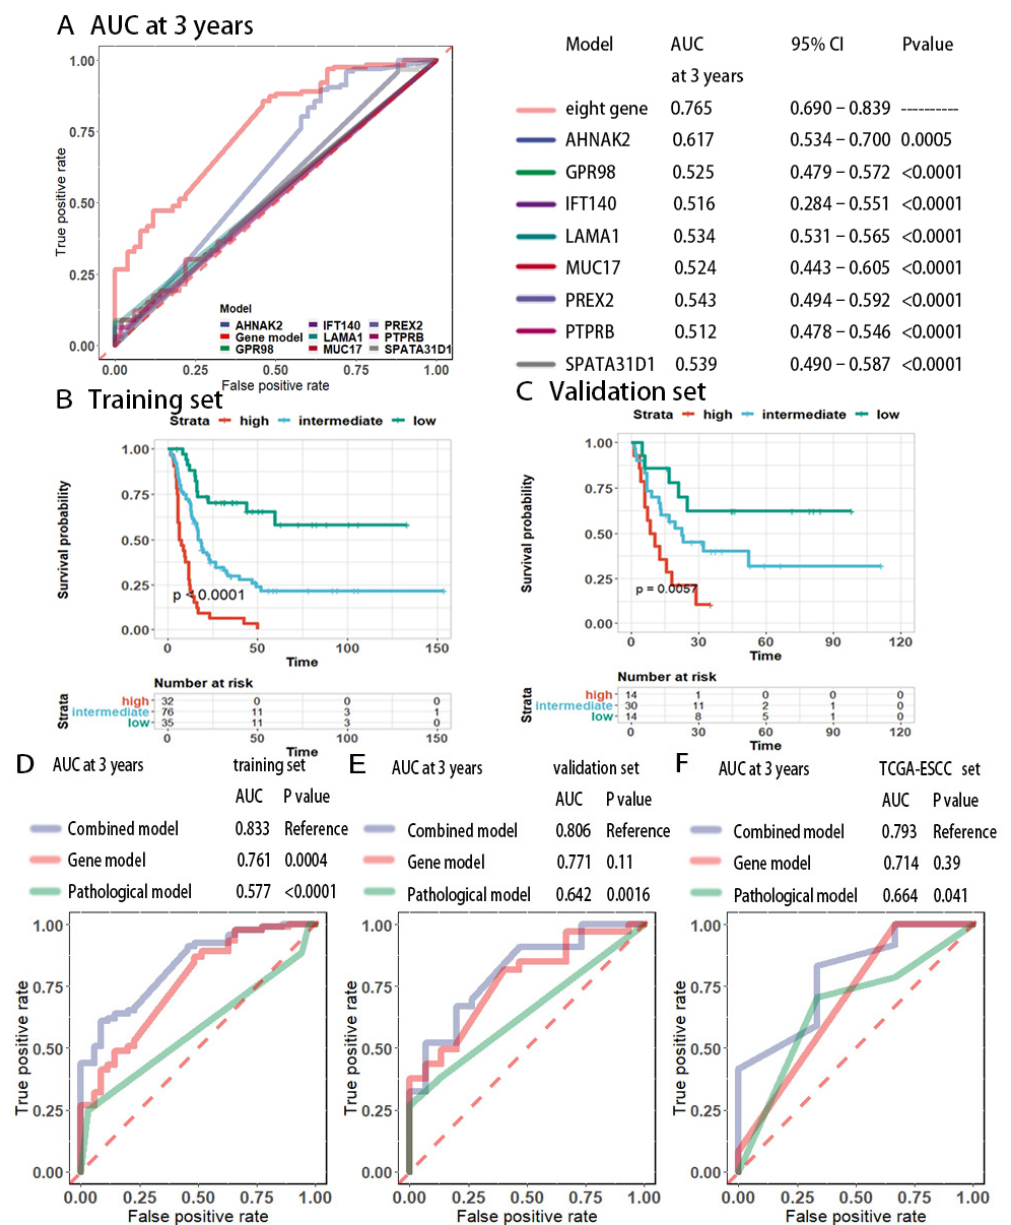 A AUC at 3 years
1.00
0.75
0.50
0.25
0.00
True positive rate
Model
AHNAK2 IFT140 PREX2
Gene model LAMA1 PTPRB
GPR98 MUC17 SPATA31D1
0.00 0.25 0.50 0.75 1.00
False positive rate
Model AUC 95% CI Pvalue
at 3 years
eight gene 0.765 0.690 – 0.839 ----------
AHNAK2 0.617 0.534 – 0.700 0.0005
GPR98 0.525 0.479 – 0.572 <0.0001
IFT140 0.516 0.284 – 0.551 <0.0001
LAMA1 0.534 0.531 – 0.565 <0.0001
MUC17 0.524 0.443 – 0.605 <0.0001
PREX2 0.543 0.494 – 0.592 <0.0001
PTPRB 0.512 0.478 – 0.546 <0.0001
SPATA31D1 0.539 0.490 – 0.587 <0.0001
B Training set
Strata high intermediate low
1.00
0.75
0.50
0.25
0.00
Survival probability
p < 0.0001
0 50 100 150
Time
Number at risk
Strata
high 32 0 0 0
intermediate 76 11 3 1
low 35 11 3 0
0 50 100 150
Time
C Validation set
Strata high intermediate low
1.00
0.75
0.50
0.25
0.00
Survival probability
p = 0.0057
0 30 60 90 120
Time
Number at risk
Strata
high 14 1 0 0 0
intermediate 30 11 2 1 0
low 14 8 5 1 0
0 30 60 90 120
Time
D AUC at 3 years training set
AUC P value
Combined model 0.833 Reference
Gene model 0.761 0.0004
Pathological model 0.577 <0.0001
1.00
0.75
0.50
0.25
0.00
True positive rate
0.00 0.25 0.50 0.75 1.00
False positive rate
E AUC at 3 years validation set
AUC P value
Combined model 0.806 Reference
Gene model 0.771 0.11
Pathological model 0.642 0.0016
1.00
0.75
0.50
0.25
0.00
True positive rate
0.00 0.25 0.50 0.75 1.00
False positive rate
F AUC at 3 years TCGA-ESCC set
AUC P value
Combined model 0.793 Reference
Gene model 0.714 0.39
Pathological model 0.664 0.041
1.00
0.75
0.50
0.25
0.00
True positive rate
0.00 0.25 0.50 0.75 1.00
False positive rate